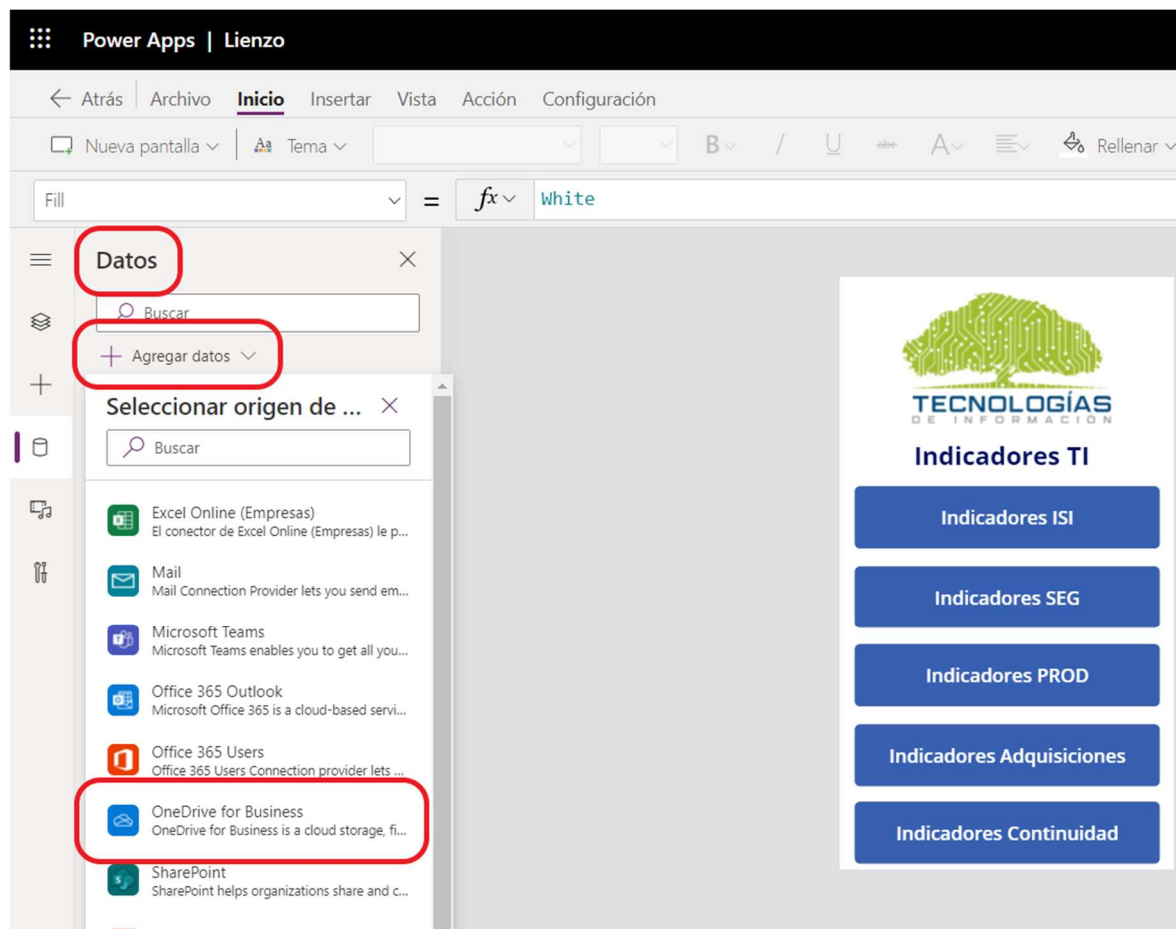 Power Apps | Lienzo
Atrás Archivo Inicio Insertar Vista Acción Configuración
Nueva pantalla Aa Tema B / U abc A Rellenar
Fill = fx White
Datos
Buscar
Agregar datos
Seleccionar origen de ...
Buscar
Excel Online (Empresas)
El conector de Excel Online (Empresas) le p...
Mail
Mail Connection Provider lets you send em...
Microsoft Teams
Microsoft Teams enables you to get all you...
Office 365 Outlook
Microsoft Office 365 is a cloud-based servi...
Office 365 Users
Office 365 Users Connection provider lets ...
OneDrive for Business
OneDrive for Business is a cloud storage, fi...
SharePoint
SharePoint helps organizations share and c...
TECNOLOGÍAS
DE INFORMACIÓN
Indicadores TI
Indicadores ISI
Indicadores SEG
Indicadores PROD
Indicadores Adquisiciones
Indicadores Continuidad